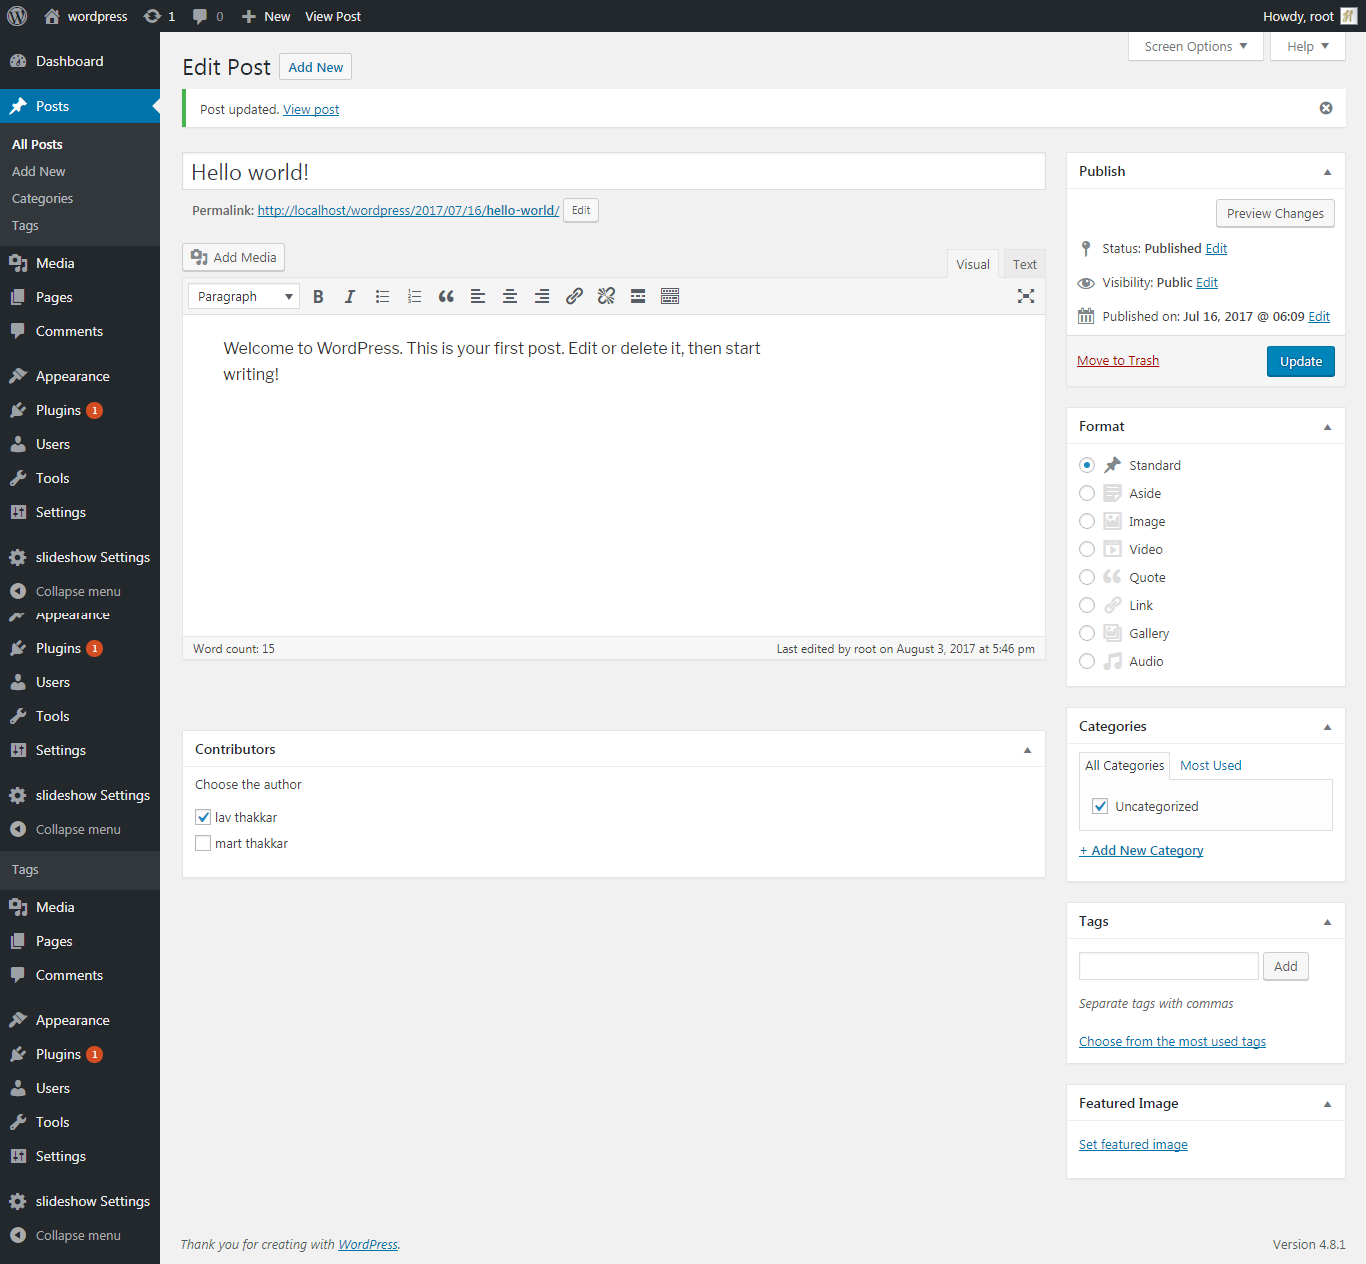 wordpress 1 0 New View Post Howdy, root
Dashboard
Posts
All Posts
Add New
Categories
Tags
Media
Pages
Comments
Appearance
Plugins 1
Users
Tools
Settings
slideshow Settings
Collapse menu
Appearance
Plugins 1
Users
Tools
Settings
slideshow Settings
Collapse menu
Tags
Media
Pages
Comments
Appearance
Plugins 1
Users
Tools
Settings
slideshow Settings
Collapse menu
Screen Options Help
Edit Post Add New
Post updated. View post
Hello world!
Permalink: http://localhost/wordpress/2017/07/16/hello-world/ Edit
Add Media
Visual Text
Paragraph
Welcome to WordPress. This is your first post. Edit or delete it, then start
writing!
Word count: 15 Last edited by root on August 3, 2017 at 5:46 pm
Contributors
Choose the author
lav thakkar
mart thakkar
Publish
Preview Changes
Status: Published Edit
Visibility: Public Edit
Published on: Jul 16, 2017 @ 06:09 Edit
Move to Trash Update
Format
Standard
Aside
Image
Video
Quote
Link
Gallery
Audio
Categories
All Categories Most Used
Uncategorized
+ Add New Category
Tags
Add
Separate tags with commas
Choose from the most used tags
Featured Image
Set featured image
Thank you for creating with WordPress. Version 4.8.1